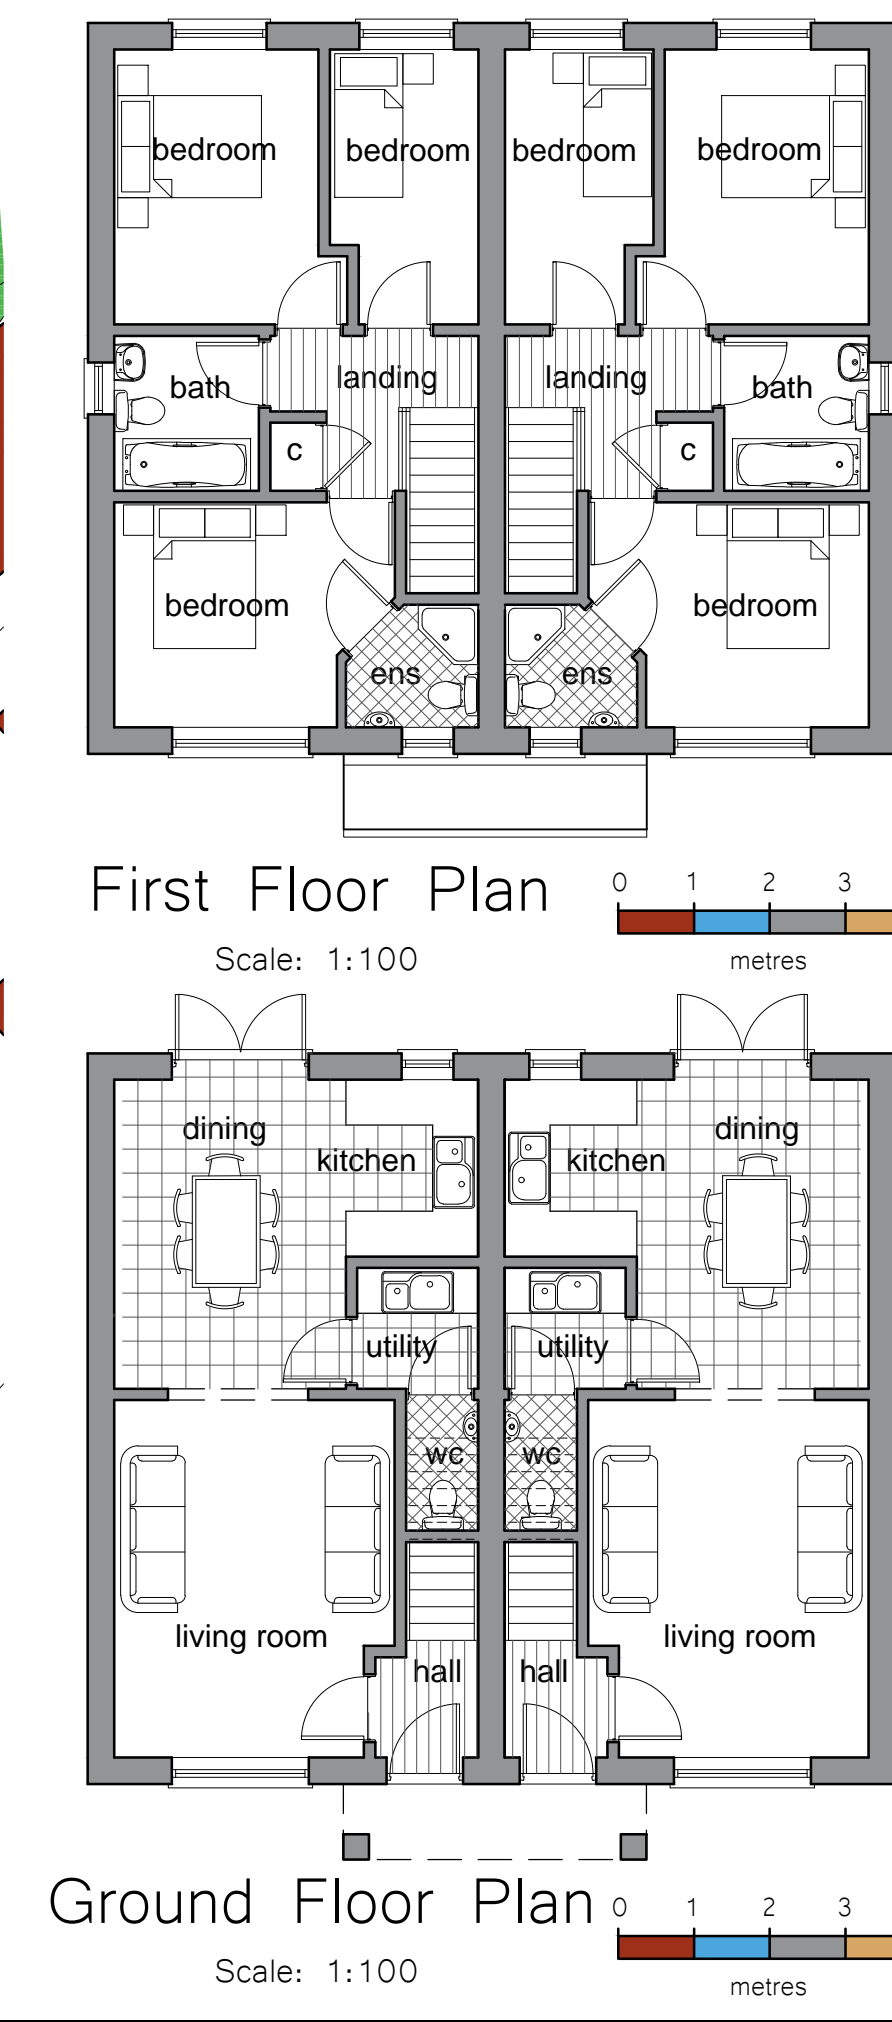 bedroom bedroom bedroom bedroom
bath landing landing bath
c c
bedroom bedroom
ens ens
First Floor Plan
0 1 2 3
Scale: 1:100
metres
dining dining
kitchen kitchen
utility utility
wc wc
living room living room
hall hall
Ground Floor Plan
0 1 2 3
Scale: 1:100
metres